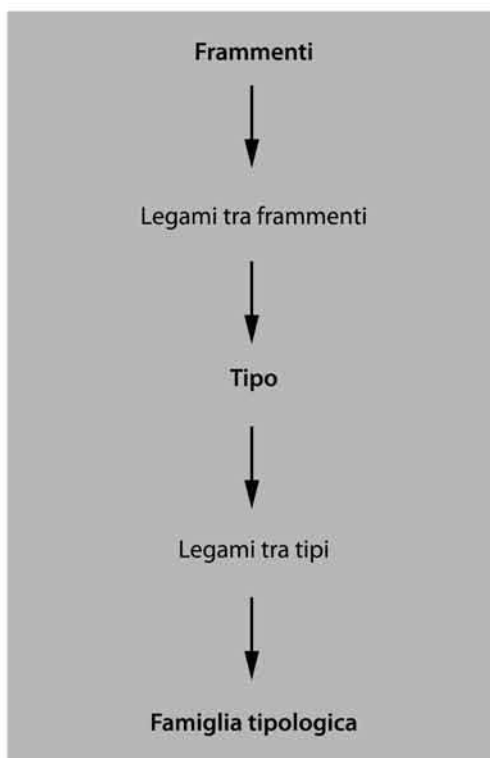 Frammenti
Legami tra frammenti
Tipo
Legami tra tipi
Famiglia tipologica